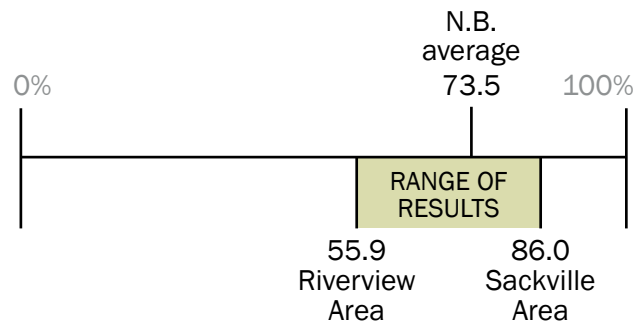 N.B.
average
0% 73.5 100%
RANGE OF
RESULTS
55.9 86.0
Riverview Sackville
Area Area